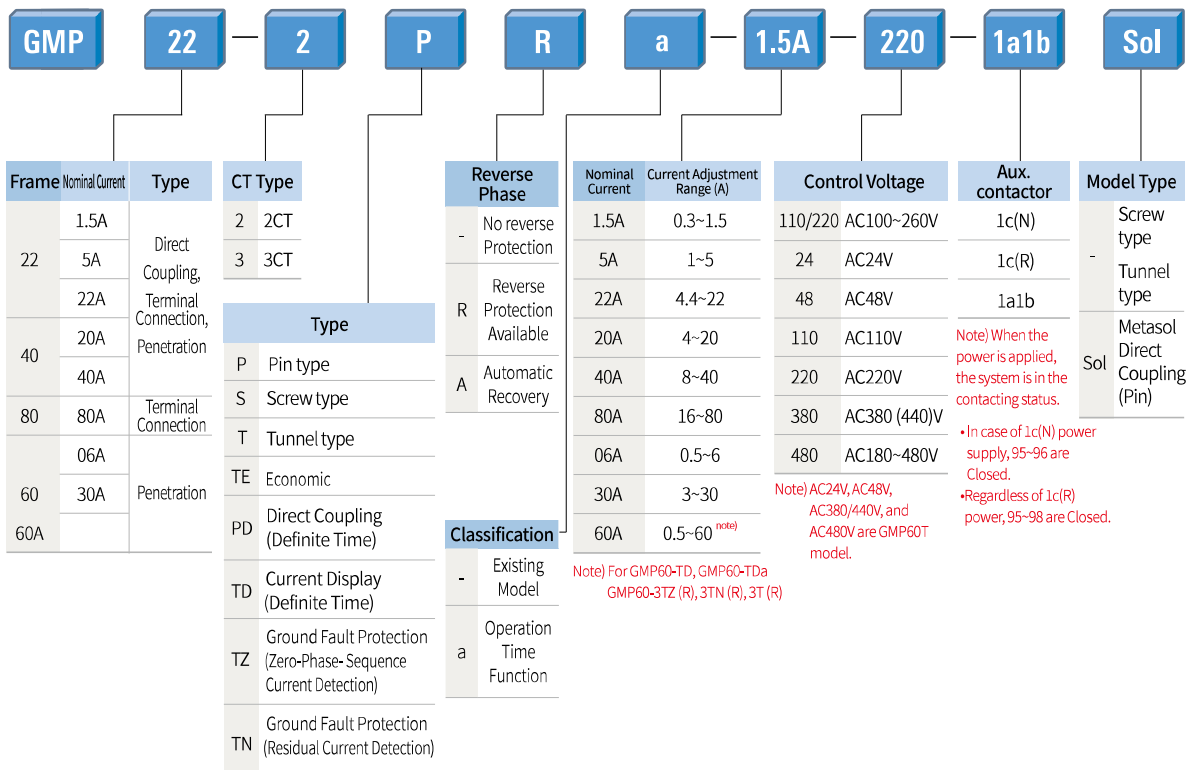 GMP 22 - 2 P R a - 1.5A - 220 - 1a1b Sol
Frame Nominal Current Type
22
1.5A
5A
22A
Direct
Coupling,
Terminal
Connection,
Penetration
40
20A
40A
80 80A Terminal
Connection
06A
60 30A Penetration
60A
CT Type
2 2CT
3 3CT
Type
P Pin type
S Screw type
T Tunnel type
TE Economic
PD Direct Coupling
(Definite Time)
TD Current Display
(Definite Time)
TZ Ground Fault Protection
(Zero-Phase- Sequence
Current Detection)
TN Ground Fault Protection
(Residual Current Detection)
Reverse
Phase
- No reverse
Protection
R Reverse
Protection
Available
A Automatic
Recovery
Classification
- Existing
Model
a Operation
Time
Function
Nominal
Current
Current Adjustment
Range (A)
1.5A 0.3~1.5
5A 1~5
22A 4.4~22
20A 4~20
40A 8~40
80A 16~80
06A 0.5~6
30A 3~30
60A 0.5~60 note)
Note) For GMP60-TD, GMP60-TDa
GMP60-3TZ (R), 3TN (R), 3T (R)
Control Voltage
110/220 AC100~260V
24 AC24V
48 AC48V
110 AC110V
220 AC220V
380 AC380 (440)V
480 AC180~480V
Note) AC24V, AC48V,
AC380/440V, and
AC480V are GMP60T
model.
Aux.
contactor
1c(N)
1c(R)
1a1b
Note) When the
power is applied,
the system is in the
contacting status.
•In case of 1c(N) power
supply, 95~96 are
Closed.
•Regardless of 1c(R)
power, 95~98 are Closed.
Model Type
- Screw
type
Tunnel
type
Sol Metasol
Direct
Coupling
(Pin)